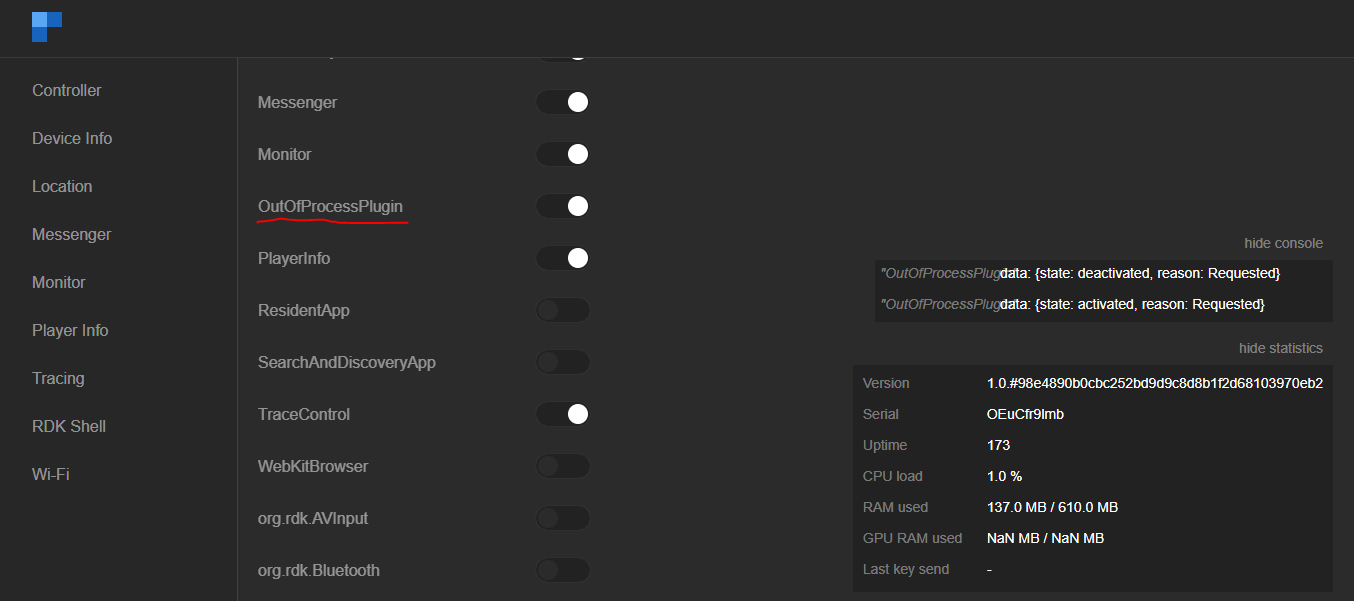 Controller
Device Info
Location
Messenger
Monitor
Player Info
Tracing
RDK Shell
Wi-Fi
Messenger
Monitor
OutOfProcessPlugin
PlayerInfo
ResidentApp
SearchAndDiscoveryApp
TraceControl
WebKitBrowser
org.rdk.AVInput
org.rdk.Bluetooth
hide console
"OutOfProcessPlug data: {state: deactivated, reason: Requested}
"OutOfProcessPlug data: {state: activated, reason: Requested}
hide statistics
Version 1.0.#98e4890b0cbc252bd9d9c8d8b1f2d68103970eb2
Serial OEuCfr9lmb
Uptime 173
CPU load 1.0 %
RAM used 137.0 MB / 610.0 MB
GPU RAM used NaN MB / NaN MB
Last key send -